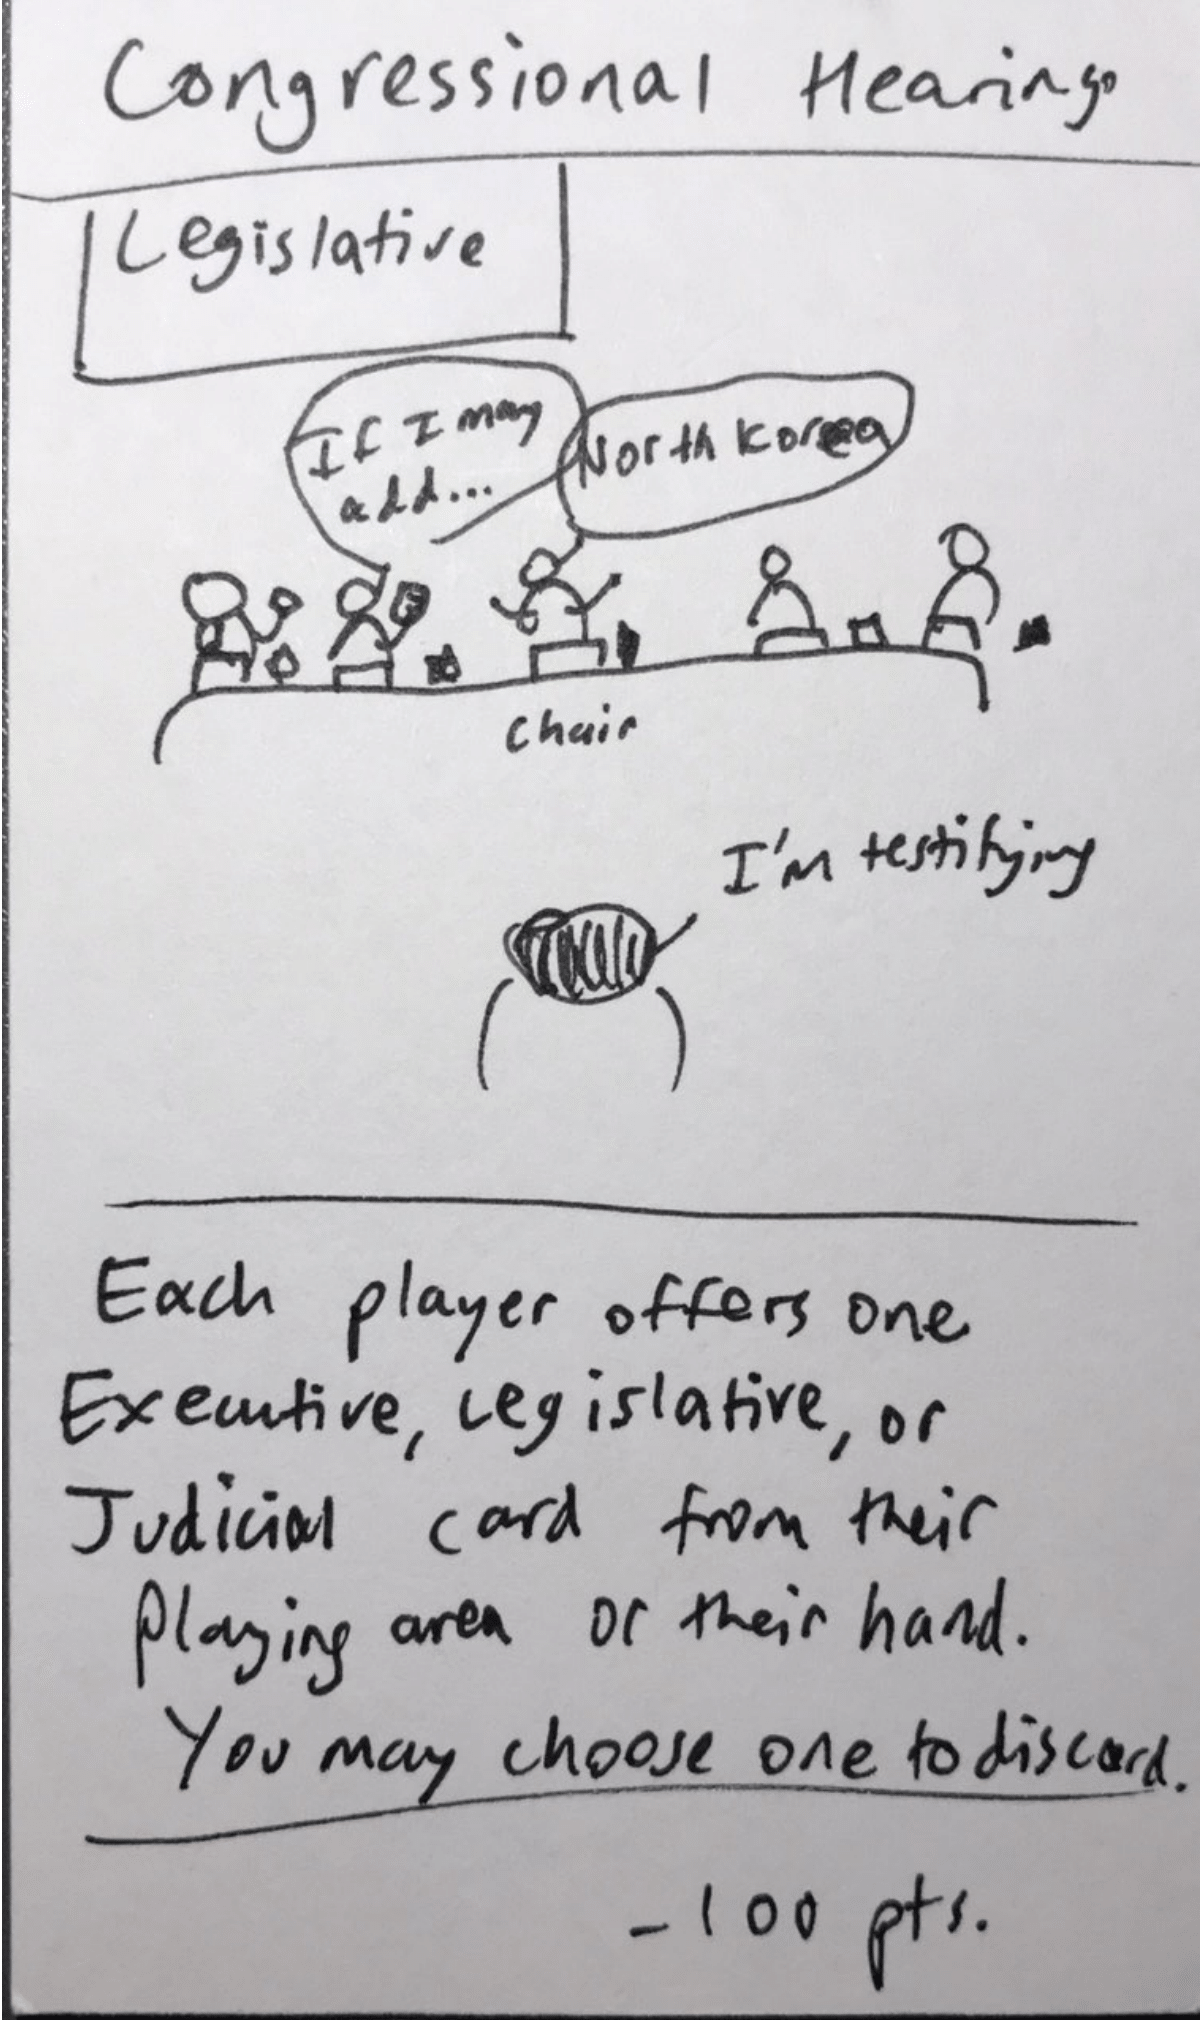 Congressional Hearing
Legislative
If I may
add...
North Korea
Chair
I'm testifying
Each player offers one
Executive, Legislative, or
Judicial card from their
Playing area or their hand.
You may choose one to discard.
-100 pts.